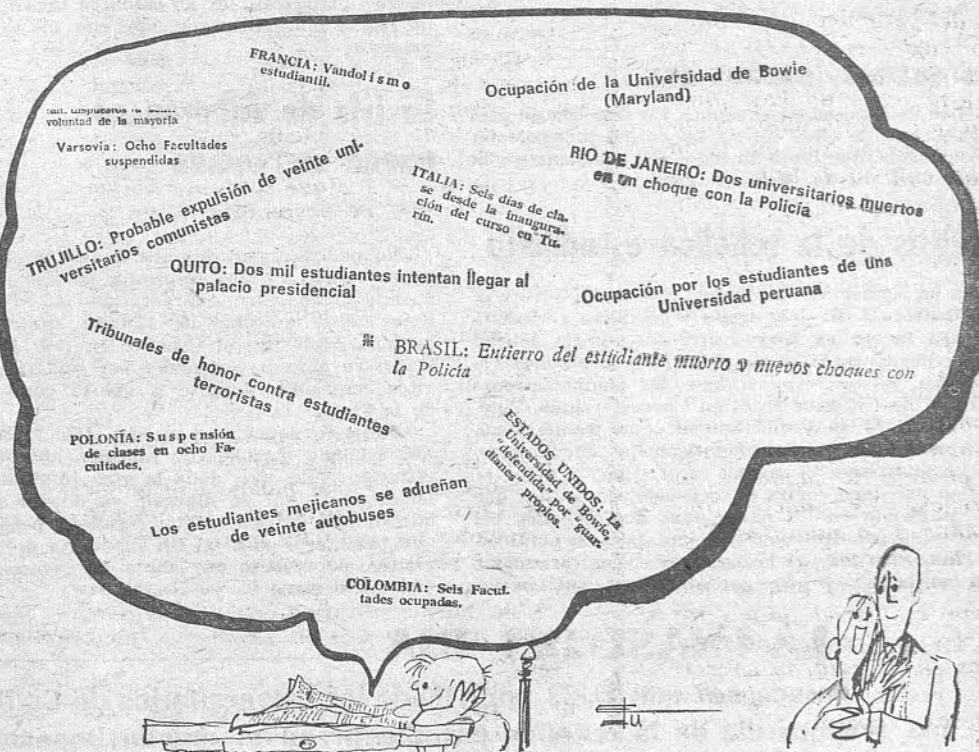 FRANCIA: Vandolismo
estudiantil.
Ocupación de la Universidad de Bowie
(Maryland)
voluntad de la mayoría
Varsovia: Ocho Facultades
suspendidas
TRUJILLO: Probable expulsión de veinte uni-
versitarios comunistas
ITALIA: Seis días de cla-
se desde la inaugura-
ción del curso en Tu-
rín.
RIO DE JANEIRO: Dos universitarios muertos
en un choque con la Policía
QUITO: Dos mil estudiantes intentan llegar al
palacio presidencial
Ocupación por los estudiantes de una
Universidad peruana
Tribunales de honor contra estudiantes
terroristas
BRASIL: Entierro del estudiante muerto y nuevos choques con
la Policía
POLONIA: Suspensión
de clases en ocho Fa-
cultades.
ESTADOS UNIDOS: La
Universidad de Bowie,
"defendida" por "guar-
dianes" propios.
Los estudiantes mejicanos se adueñan
de veinte autobuses
COLOMBIA: Seis Facul-
tades ocupadas.